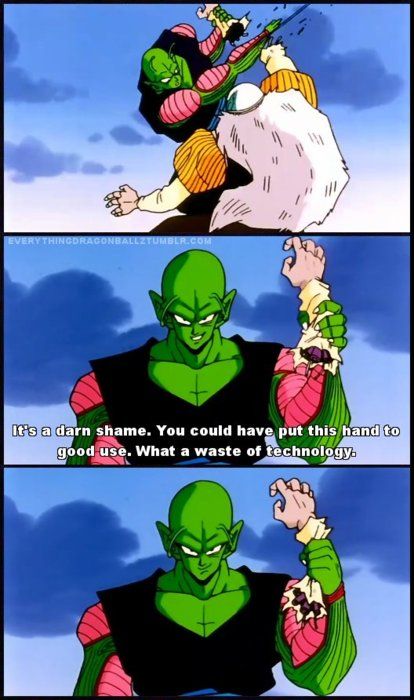 EVERYTHINGDRAGONBALLZTUMBLR.COM
It's a darn shame. You could have put this hand to
good use. What a waste of technology.